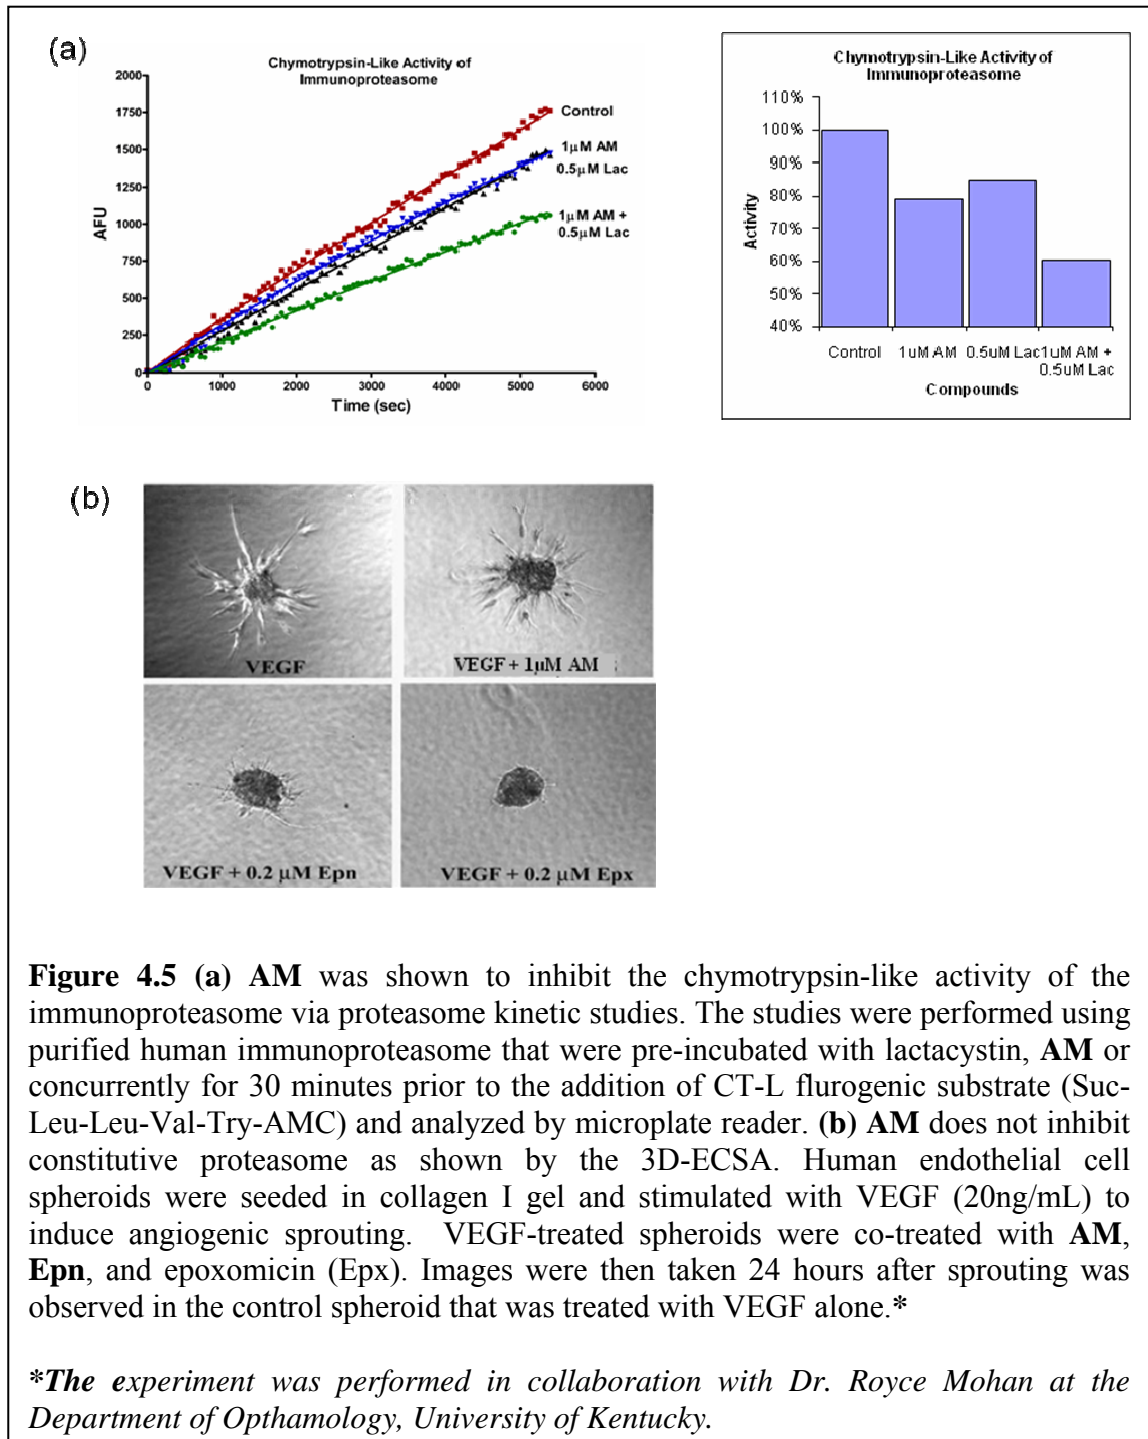 (a)
Chymotrypsin-Like Activity of
Immunoproteasome
2000
1750
1500
1250
1000
750
500
250
0
AFU
0 1000 2000 3000 4000 5000 6000
Time (sec)
Control
1μM AM
0.5μM Lac
1μM AM +
0.5μM Lac
Chymotrypsin-Like Activity of
Immunoproteasome
110%
100%
90%
80%
70%
60%
50%
40%
Activity
Control 1uM AM 0.5uM Lac 1uM AM +
0.5uM Lac
Compounds
(b)
VEGF
VEGF + 1μM AM
VEGF + 0.2 μM Epn
VEGF + 0.2 μM Epx
Figure 4.5 (a) AM was shown to inhibit the chymotrypsin-like activity of the
immunoproteasome via proteasome kinetic studies. The studies were performed using
purified human immunoproteasome that were pre-incubated with lactacystin, AM or
concurrently for 30 minutes prior to the addition of CT-L flurogenic substrate (Suc-
Leu-Leu-Val-Try-AMC) and analyzed by microplate reader. (b) AM does not inhibit
constitutive proteasome as shown by the 3D-ECSA. Human endothelial cell
spheroids were seeded in collagen I gel and stimulated with VEGF (20ng/mL) to
induce angiogenic sprouting. VEGF-treated spheroids were co-treated with AM,
Epn, and epoxomicin (Epx). Images were then taken 24 hours after sprouting was
observed in the control spheroid that was treated with VEGF alone.*
*The experiment was performed in collaboration with Dr. Royce Mohan at the
Department of Opthamology, University of Kentucky.